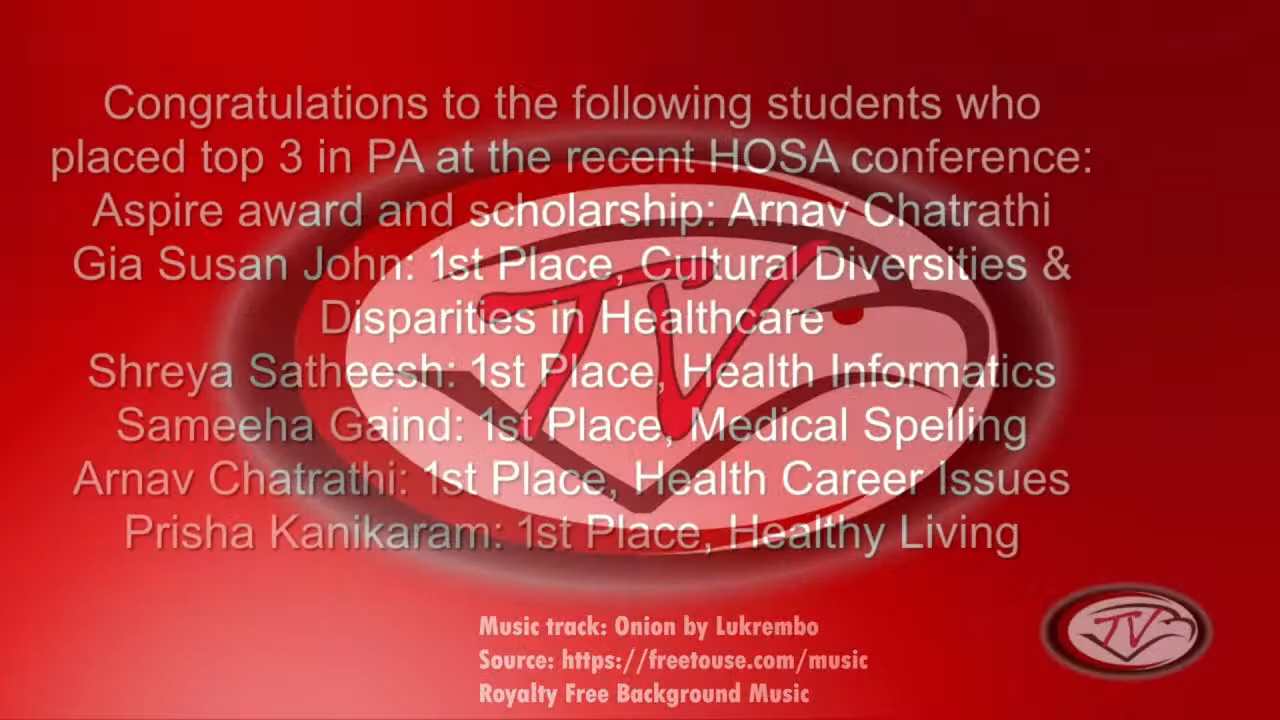 Congratulations to the following students who
placed top 3 in PA at the recent HOSA conference:
Aspire award and scholarship: Arnav Chatrathi
Gia Susan John: 1st Place, Cultural Diversities &
Disparities in Healthcare
Shreya Satheesh: 1st Place, Health Informatics
Sameeha Gaind: 1st Place, Medical Spelling
Arnav Chatrathi: 1st Place, Health Career Issues
Prisha Kanikaram: 1st Place, Healthy Living
TV
Music track: Onion by Lukrembo
Source: https://freetouse.com/music
Royalty Free Background Music
TV